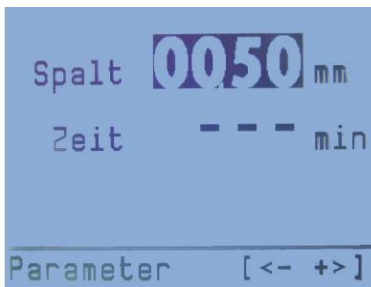 Spalt 0050 mm
Zeit --- min
Parameter [<- +>]